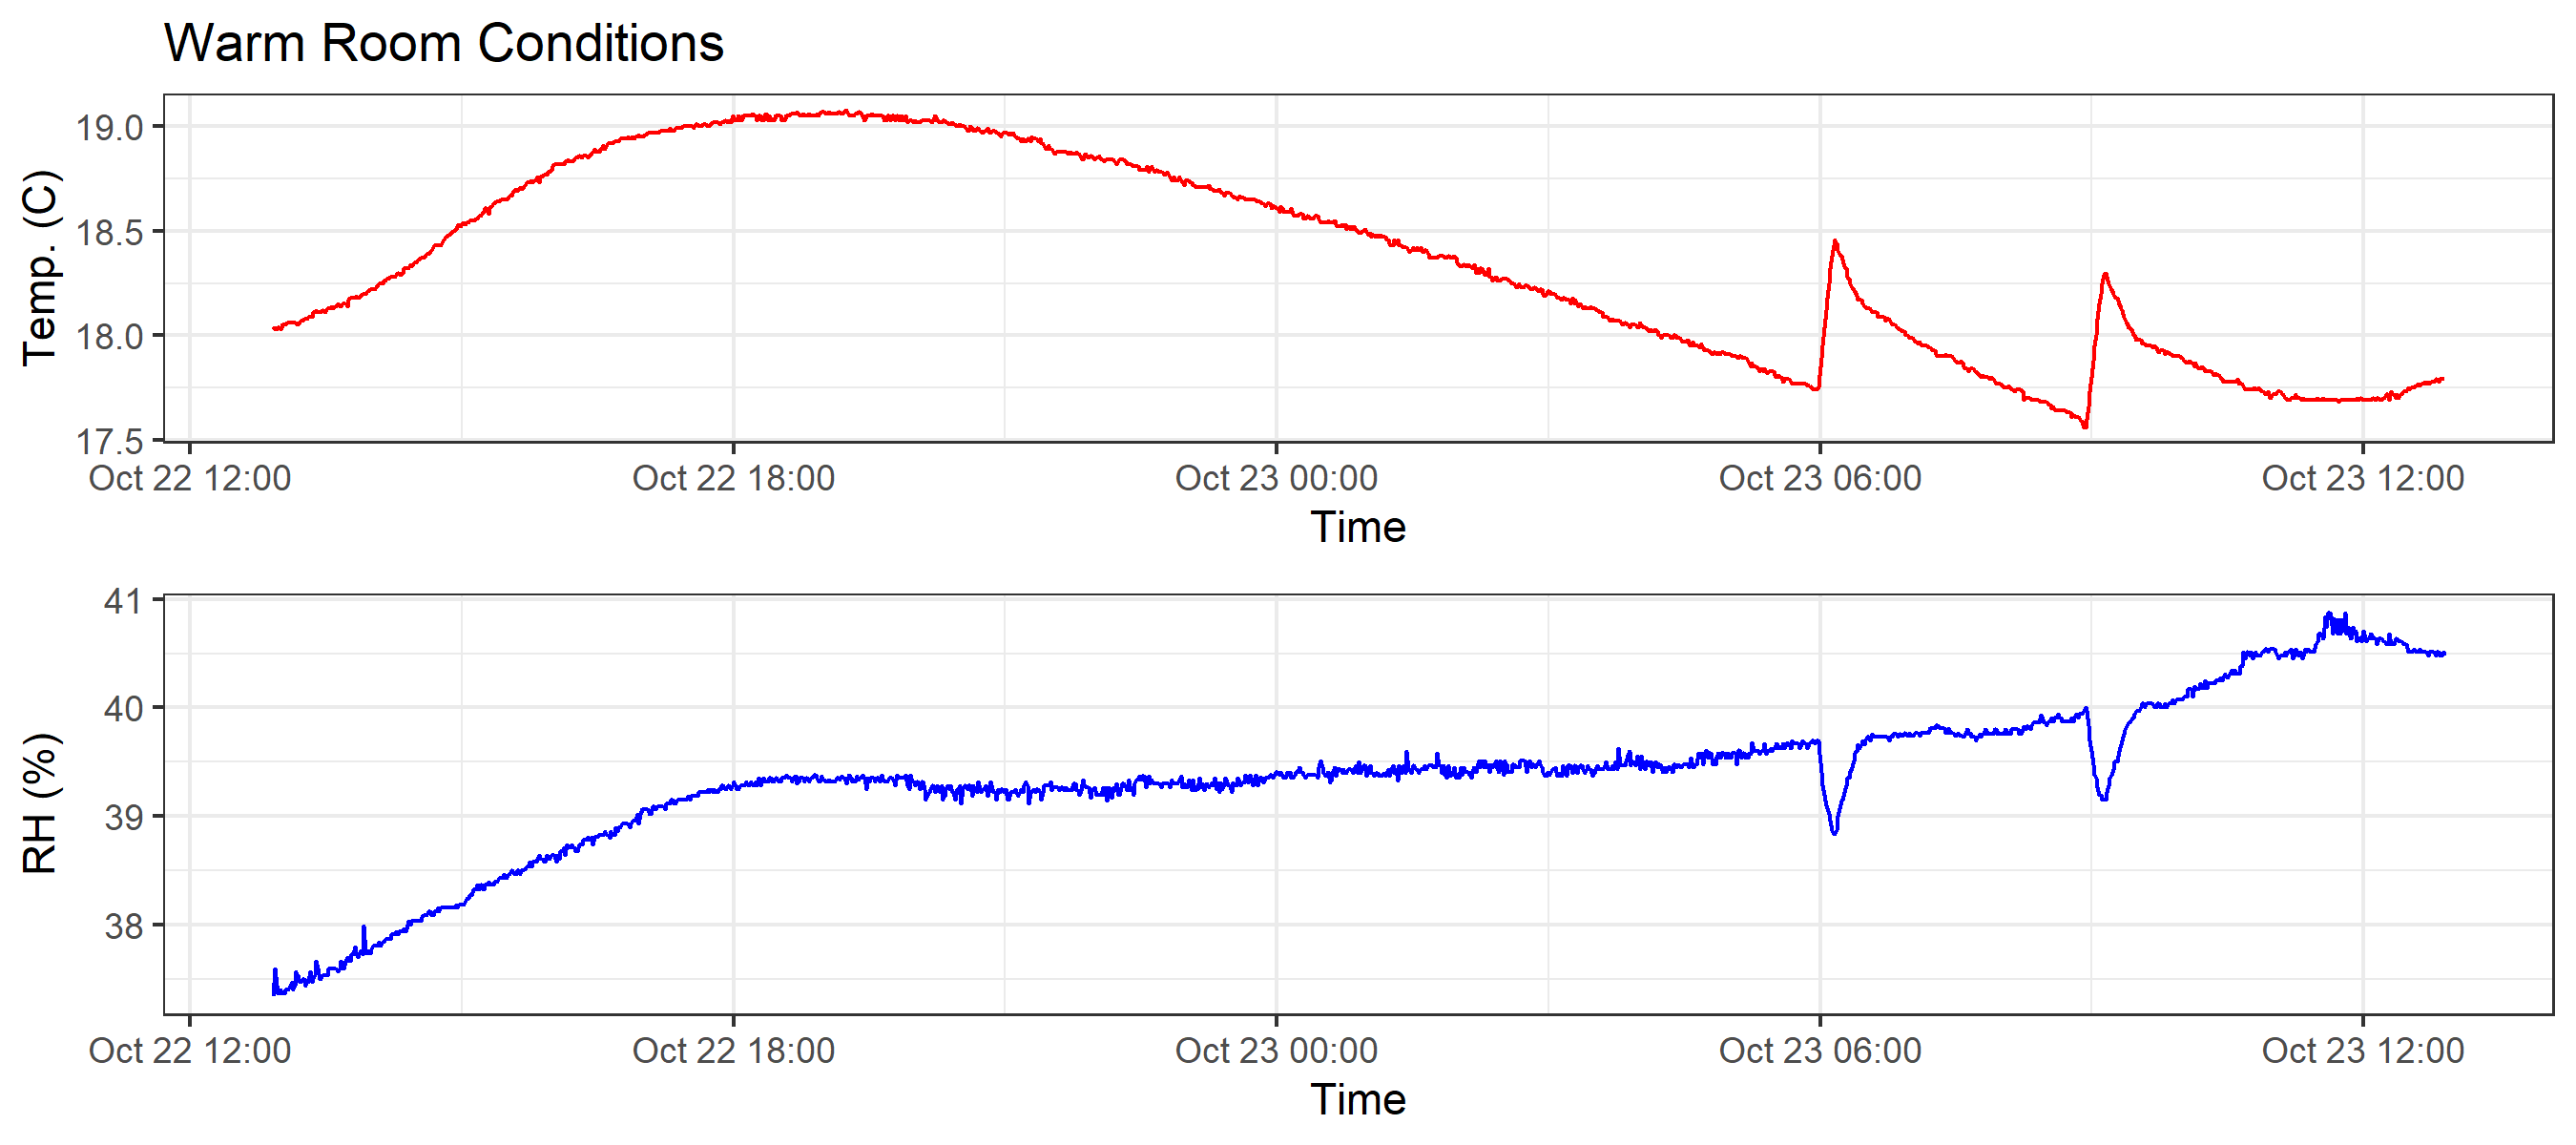 Warm Room Conditions
Temp. (C)
19.0
18.5
18.0
17.5
Oct 22 12:00 Oct 22 18:00 Oct 23 00:00 Oct 23 06:00 Oct 23 12:00
Time
RH (%)
41
40
39
38
Oct 22 12:00 Oct 22 18:00 Oct 23 00:00 Oct 23 06:00 Oct 23 12:00
Time